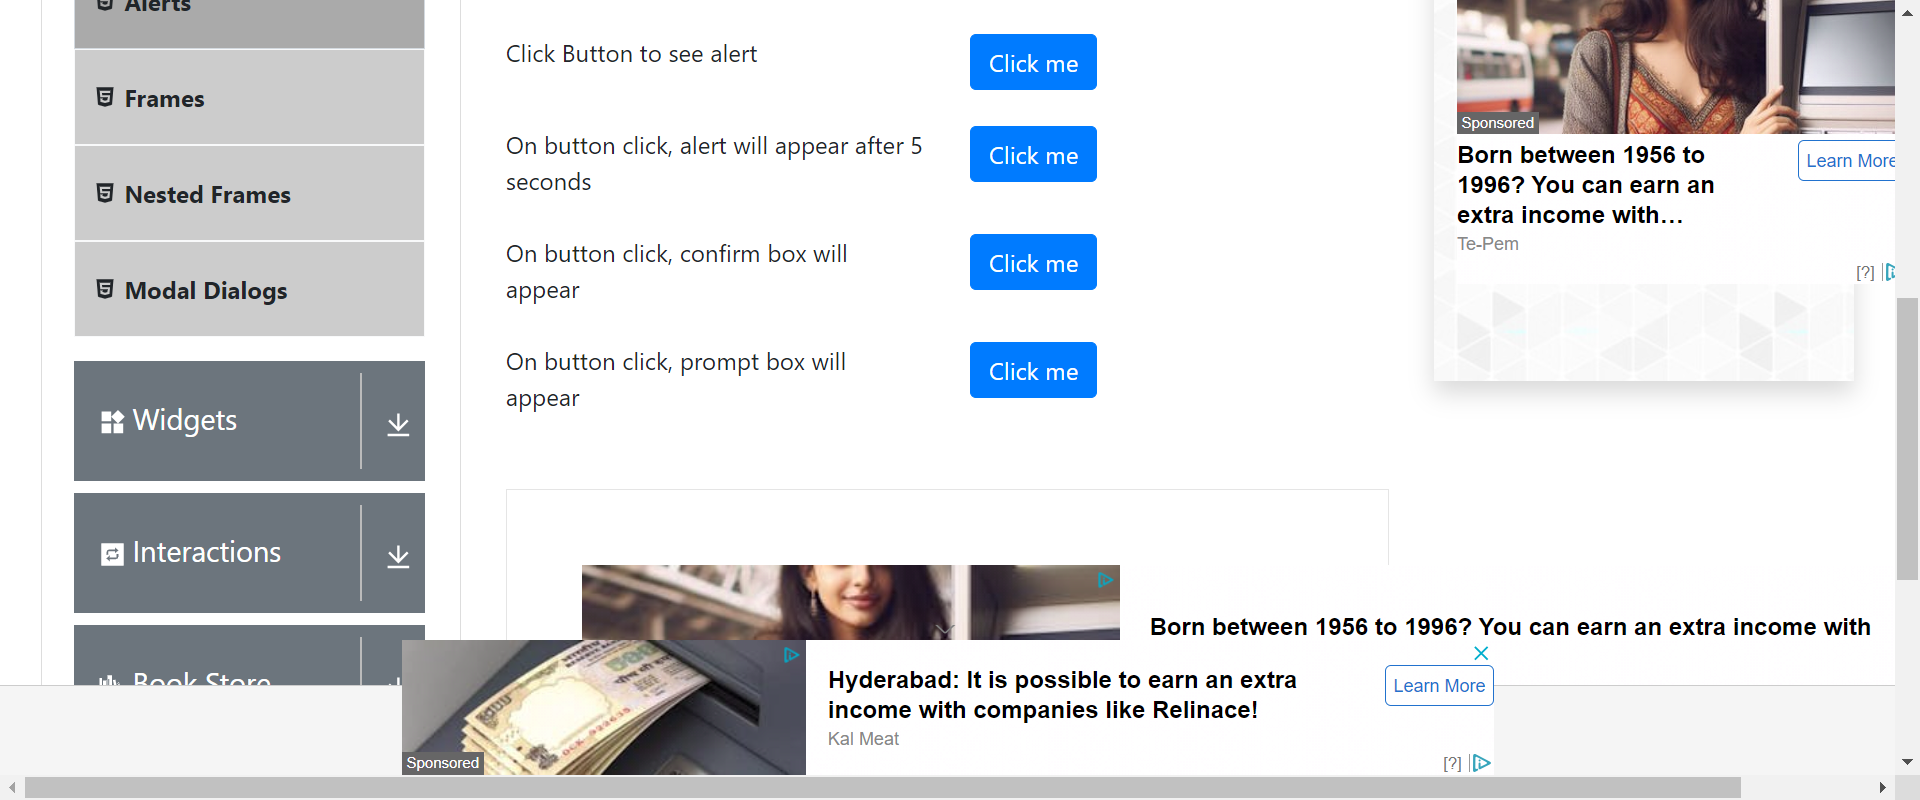 Alerts
Frames
Nested Frames
Modal Dialogs
Widgets
Interactions
Book Store
Click Button to see alert
Click me
On button click, alert will appear after 5
seconds
Click me
On button click, confirm box will
appear
Click me
On button click, prompt box will
appear
Click me
Sponsored
Born between 1956 to
1996? You can earn an
extra income with...
Te-Pem
Learn More
[?]
Born between 1956 to 1996? You can earn an extra income with
Sponsored
Hyderabad: It is possible to earn an extra
income with companies like Relinace!
Kal Meat
Learn More
[?]